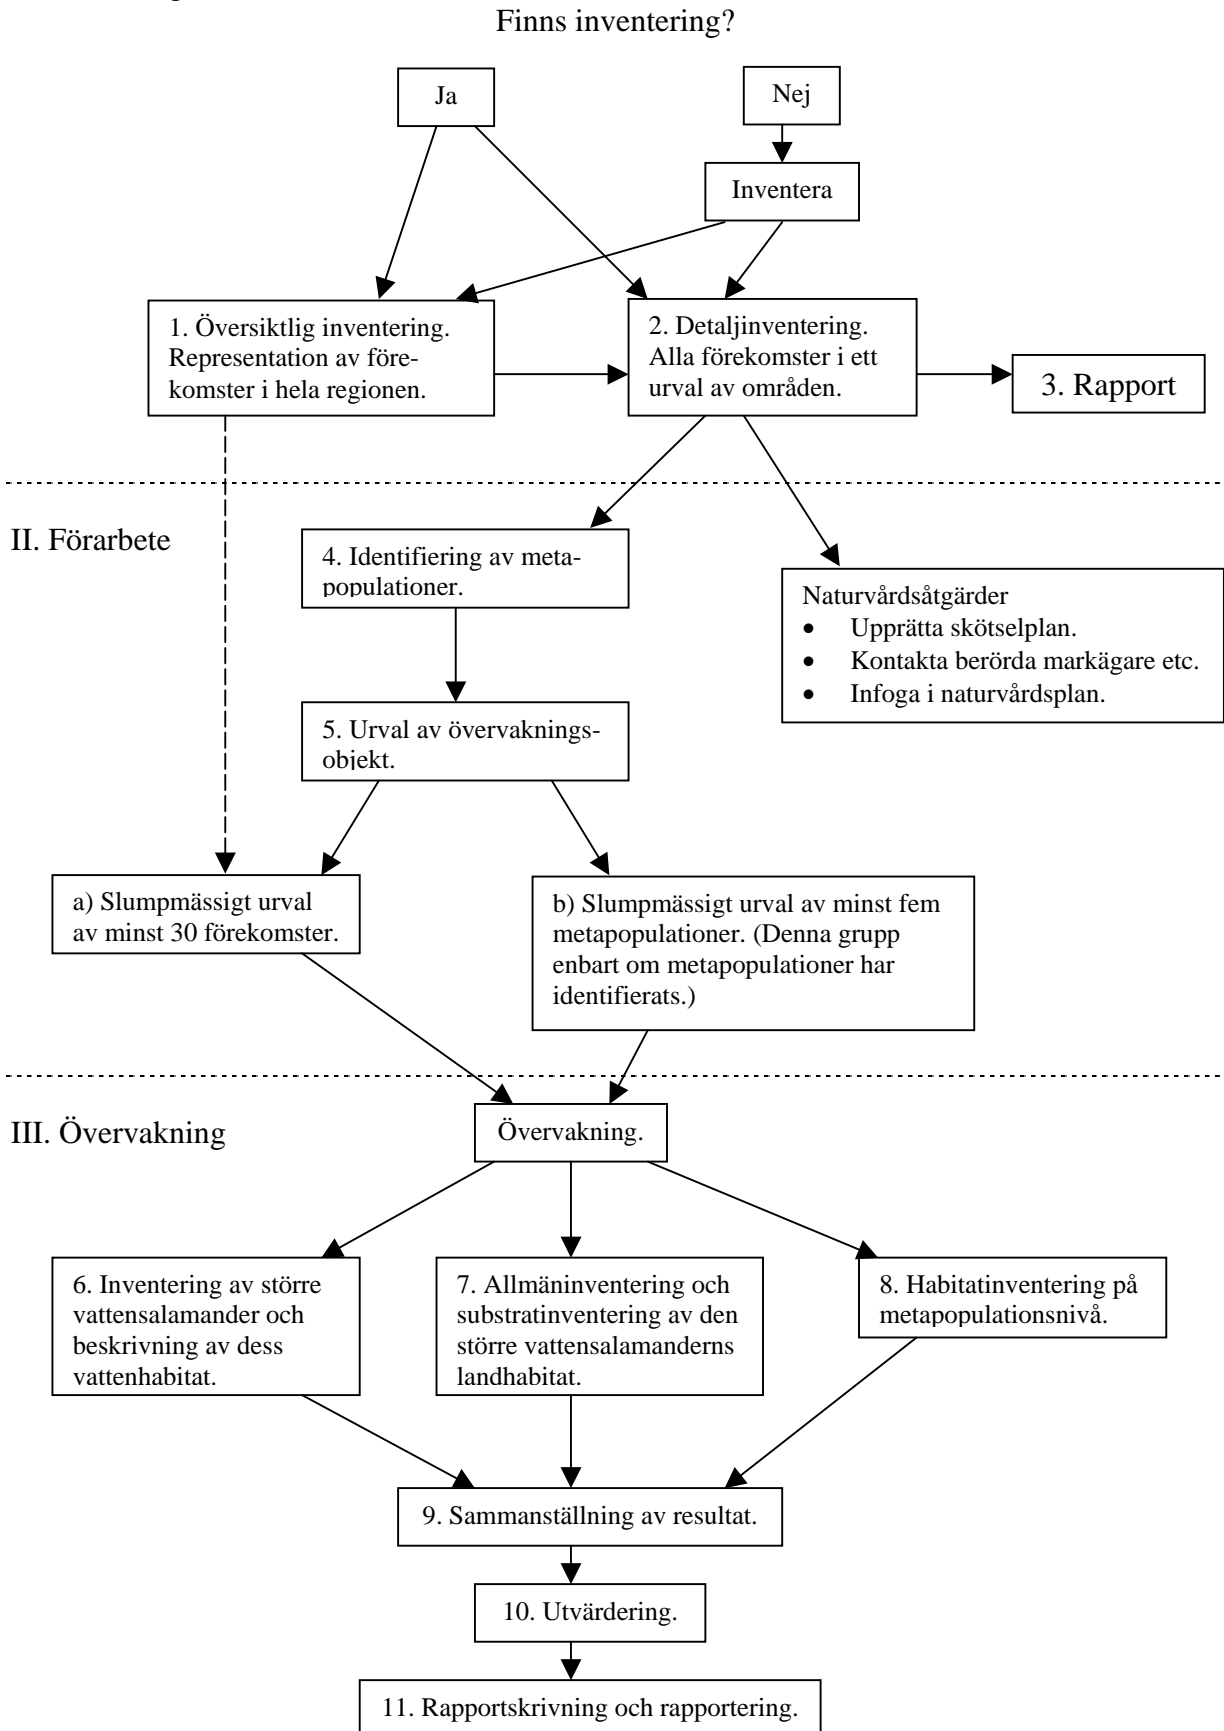 Finns inventering?
Ja
Nej
Inventera
1. Översiktlig inventering.
Representation av före-
komster i hela regionen.
2. Detaljinventering.
Alla förekomster i ett
urval av områden.
3. Rapport
II. Förarbete
4. Identifiering av meta-
populationer.
Naturvårdsåtgärder
• Upprätta skötselplan.
• Kontakta berörda markägare etc.
• Infoga i naturvårdsplan.
5. Urval av övervaknings-
objekt.
a) Slumpmässigt urval
av minst 30 förekomster.
b) Slumpmässigt urval av minst fem
metapopulationer. (Denna grupp
enbart om metapopulationer har
identifierats.)
III. Övervakning
Övervakning.
6. Inventering av större
vattensalamander och
beskrivning av dess
vattenhabitat.
7. Allmäninventering och
substratinventering av den
större vattensalamanderns
landhabitat.
8. Habitatinventering på
metapopulationsnivå.
9. Sammanställning av resultat.
10. Utvärdering.
11. Rapportskrivning och rapportering.